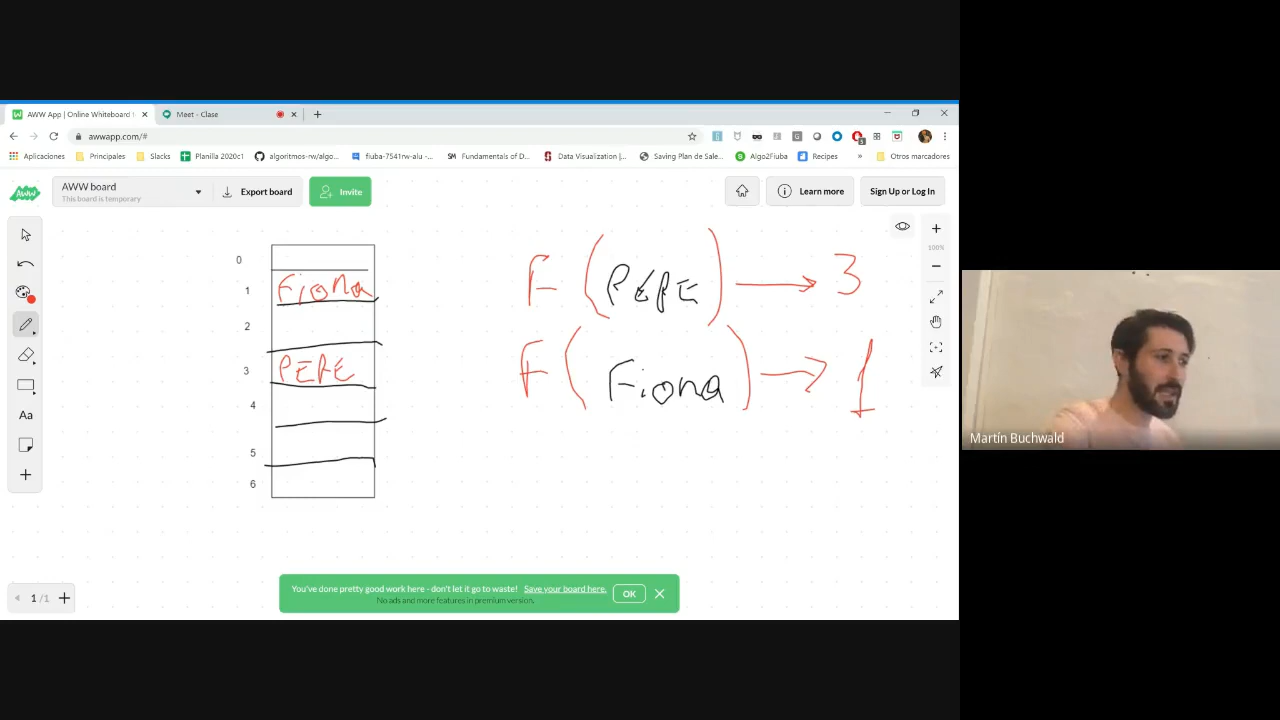 AWW App | Online Whiteboard
Meet - Clase
awwapp.com/#
Aplicaciones
Principales
Slacks
Planilla 2020c1
algoritmos-rw/algo...
fiuba-7541rw-alu -...
SM Fundamentals of D...
Data Visualization |...
Saving Plan de Sale...
Algo2Fiuba
Recipes
»
Otros marcadores
AWW board
This board is temporary
Export board
Invite
Learn more
Sign Up or Log In
100%
Aa
0
1 Fiona
2
3 PEPE
4
5
6
F (PEPE) → 3
F (Fiona) → 1
Martín Buchwald
You've done pretty good work here - don't let it go to waste! Save your board here.
No ads and more features in premium version.
OK
1 /1